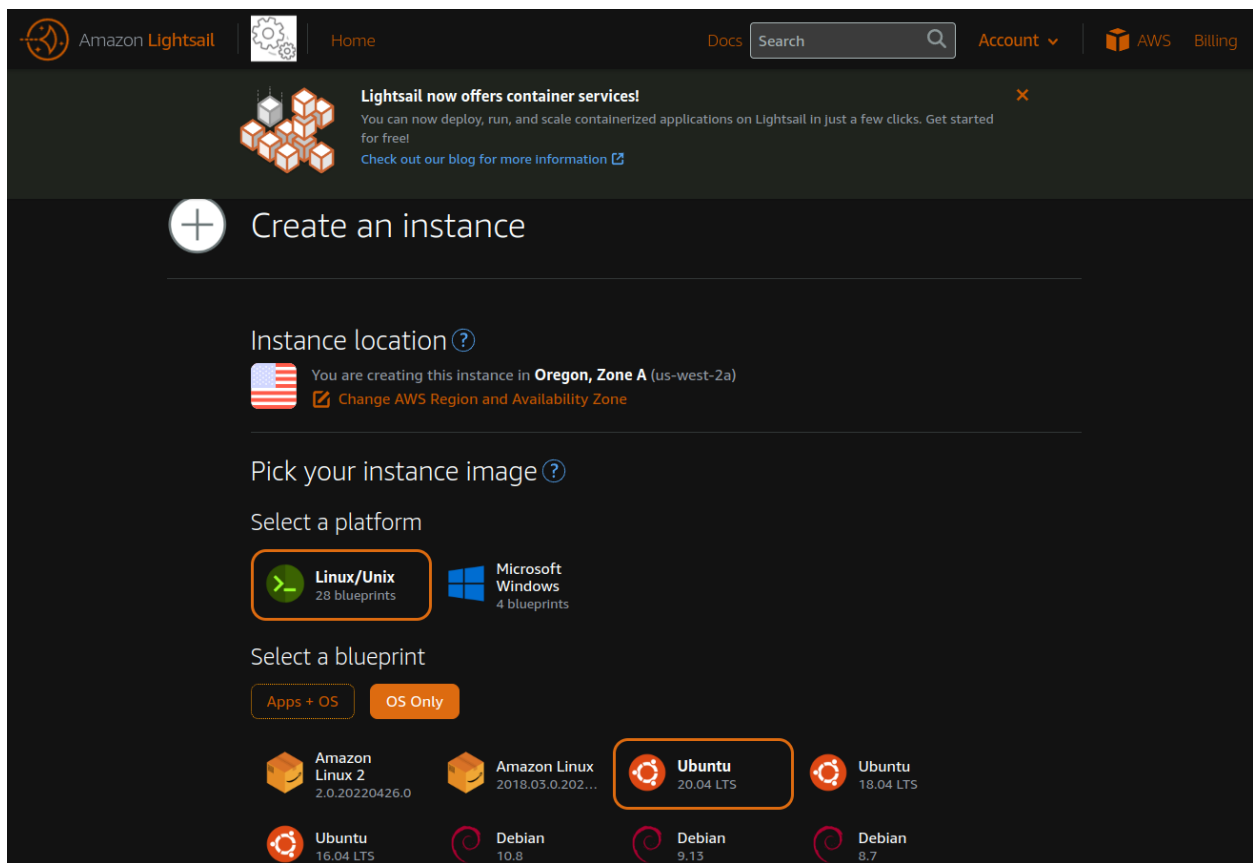 Amazon Lightsail
Home
Docs
Search
Account
AWS
Billing
Lightsail now offers container services!
You can now deploy, run, and scale containerized applications on Lightsail in just a few clicks. Get started
for free!
Check out our blog for more information
Create an instance
Instance location ?
You are creating this instance in Oregon, Zone A (us-west-2a)
Change AWS Region and Availability Zone
Pick your instance image ?
Select a platform
Linux/Unix
28 blueprints
Microsoft
Windows
4 blueprints
Select a blueprint
Apps + OS
OS Only
Amazon
Linux 2
2.0.20220426.0
Amazon Linux
2018.03.0.202...
Ubuntu
20.04 LTS
Ubuntu
18.04 LTS
Ubuntu
16.04 LTS
Debian
10.8
Debian
9.13
Debian
8.7